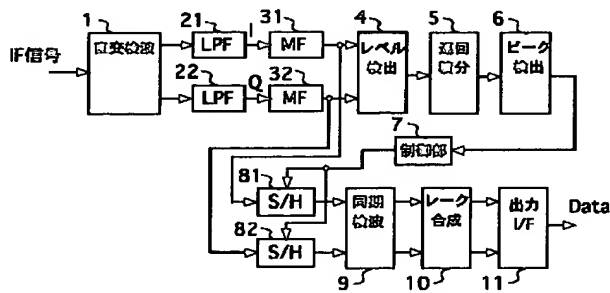 1
21
I
31
4
5
6
IF信号
直交検波
LPF
MF
レベル
検出
巡回
積分
ピーク
検出
22
Q
32
LPF
MF
7
制御部
81
S/H
82
S/H
同期
検波
レーク
合成
出力
I/F
Data
9
10
11